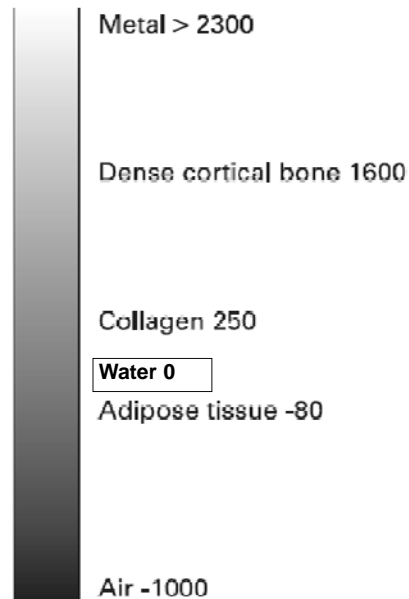 Metal > 2300
Dense cortical bone 1600
Collagen 250
Water 0
Adipose tissue -80
Air -1000